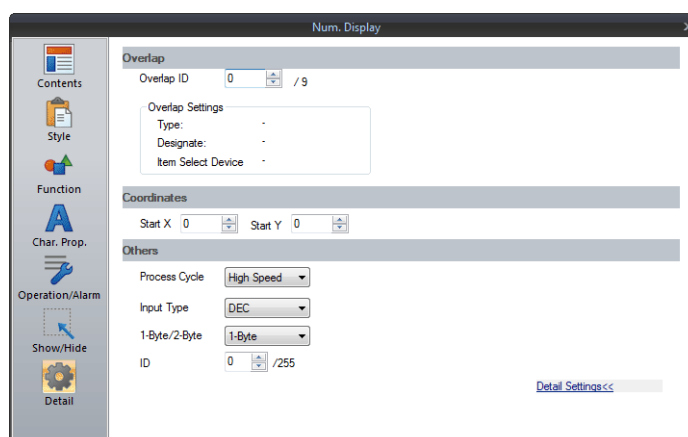 Num. Display
Contents
Style
Function
Char. Prop.
Operation/Alarm
Show/Hide
Detail
Overlap
Overlap ID 0 / 9
Overlap Settings
Type: -
Designate: -
Item Select Device -
Coordinates
Start X 0 Start Y 0
Others
Process Cycle High Speed
Input Type DEC
1-Byte/2-Byte 1-Byte
ID 0 /255
Detail Settings<<